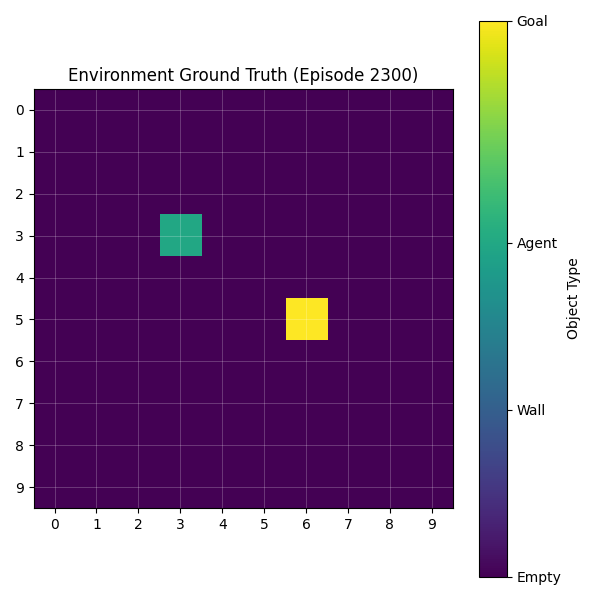 Environment Ground Truth (Episode 2300)
0
1
2
3
4
5
6
7
8
9
0 1 2 3 4 5 6 7 8 9
Goal
Agent
Wall
Empty
Object Type